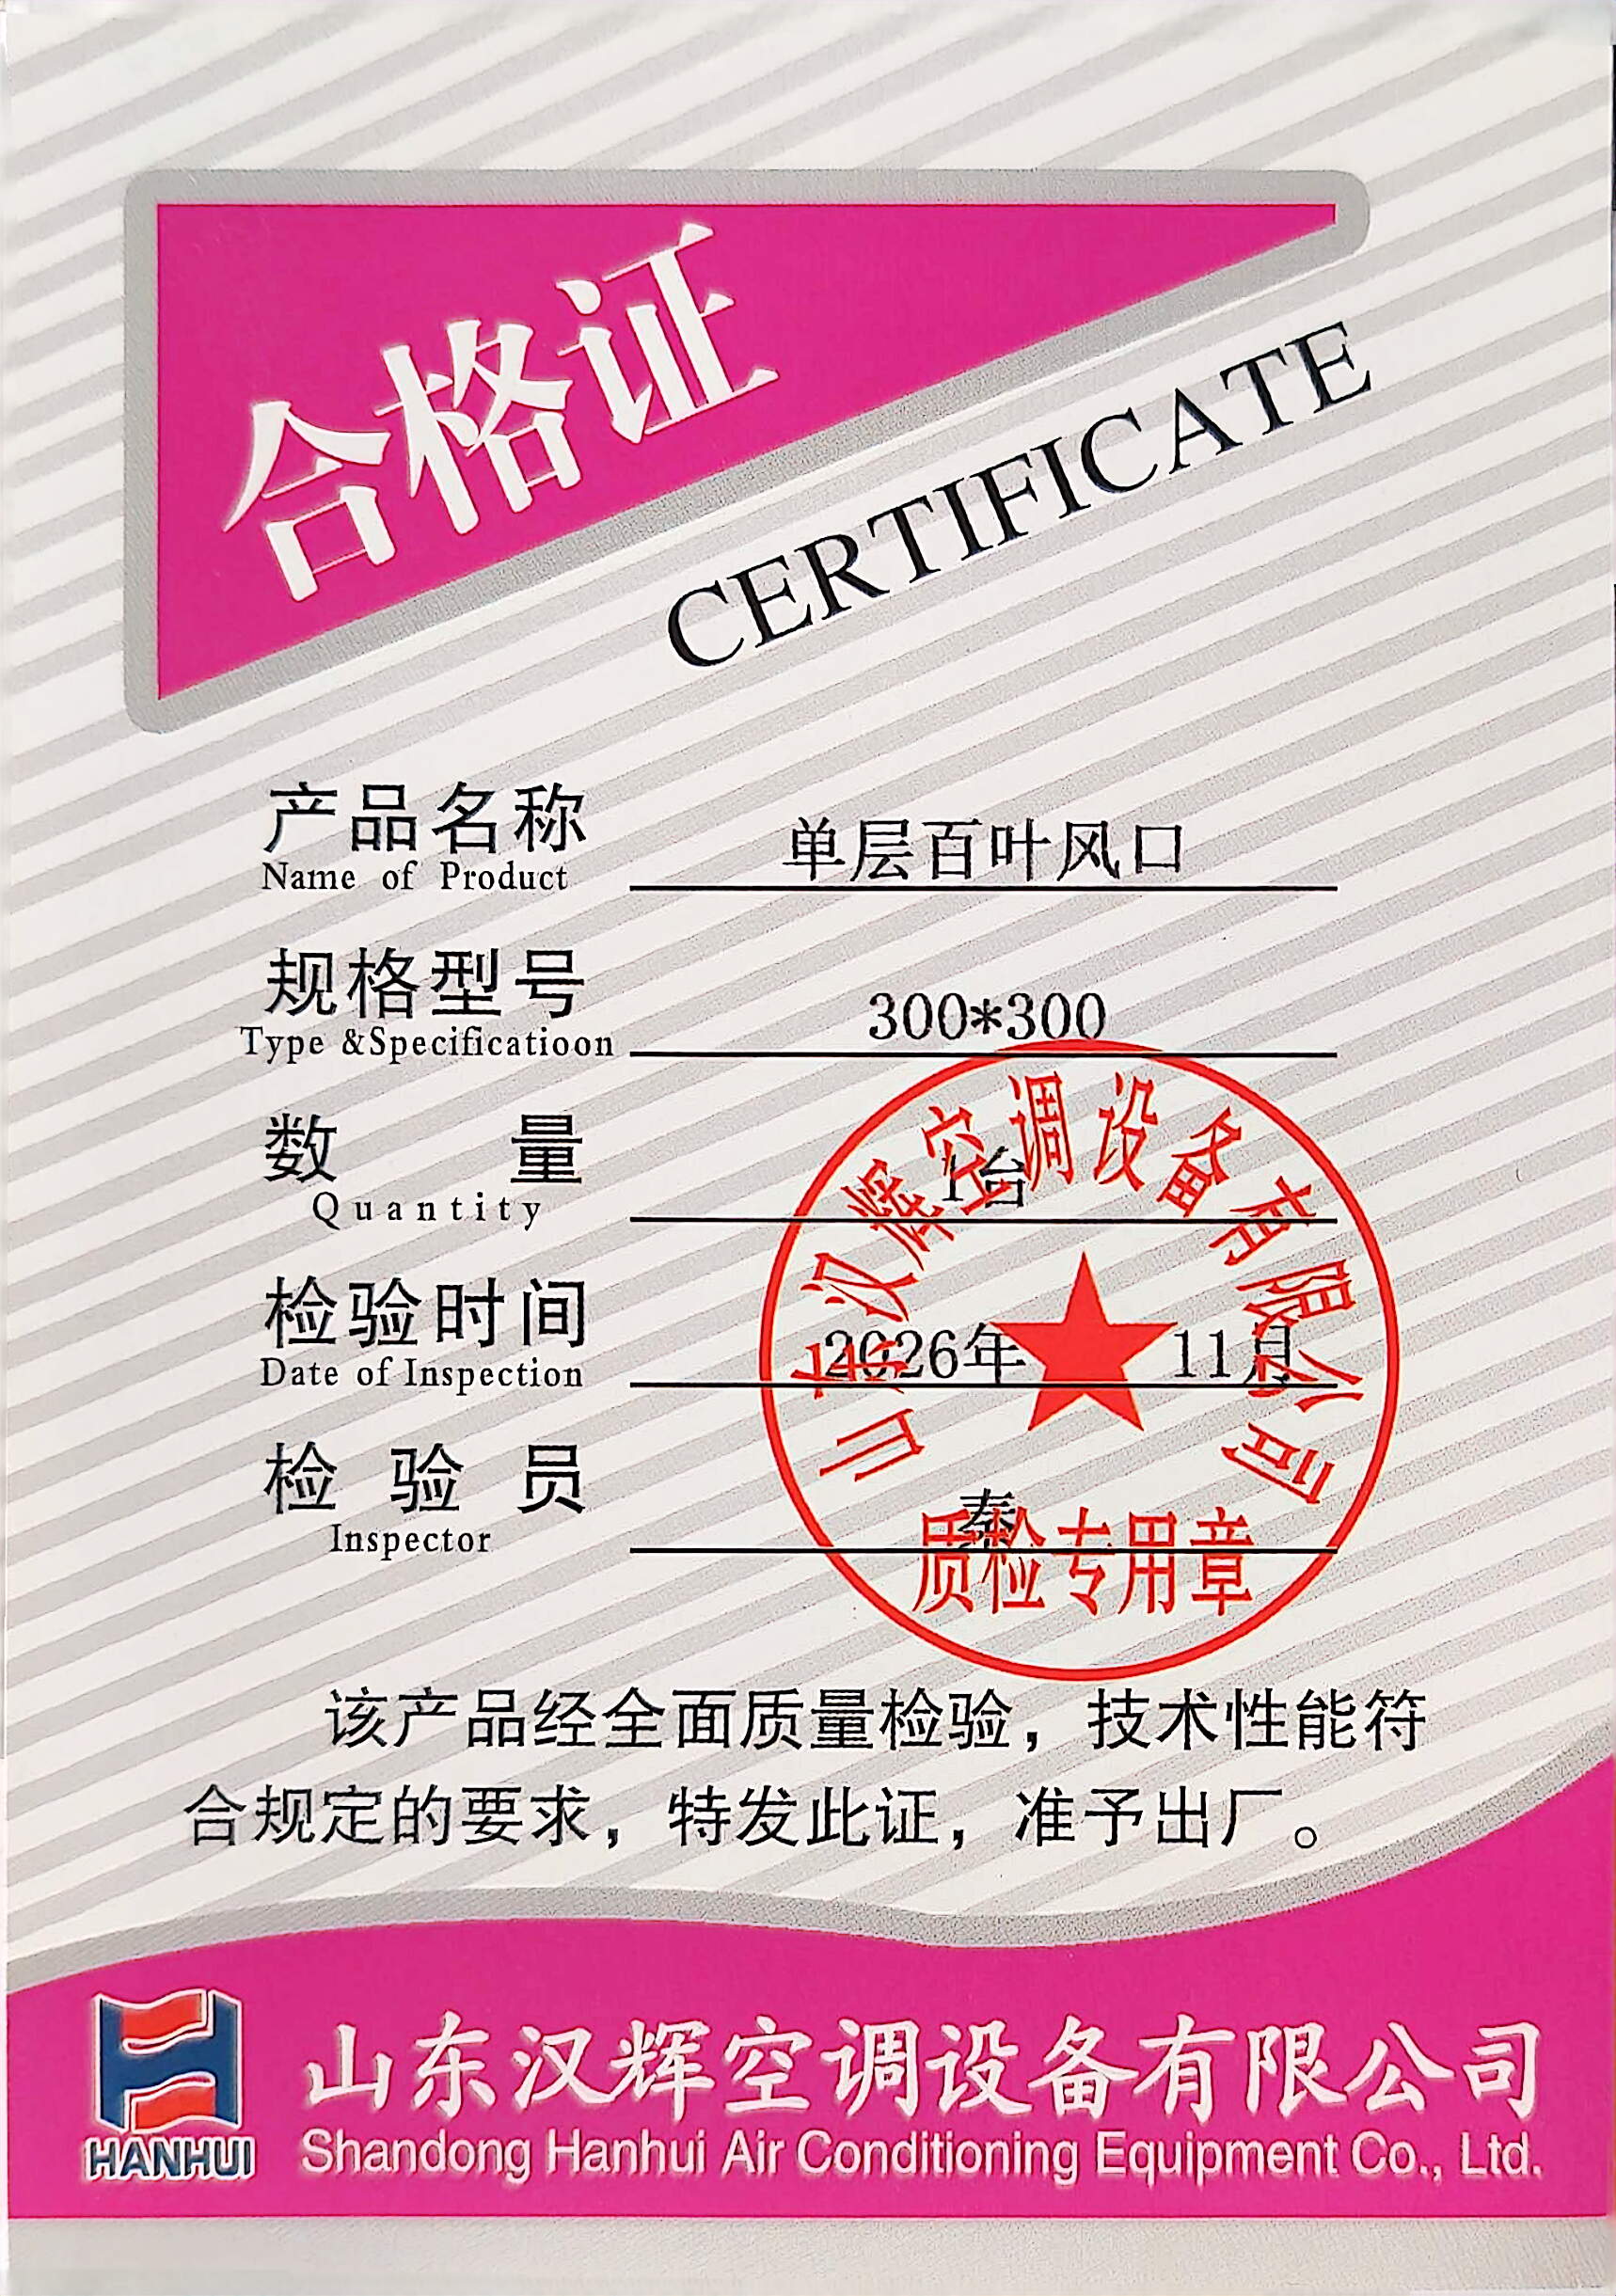 合格证
CERTIFICATE
产品名称 单层百叶风口
Name of Product
规格型号 300*300
Type &Specificatioon
数 量 1台
Quantity
检验时间 2026年 11月
Date of Inspection
检 验 员 秦
Inspector
山东汉辉空调设备有限公司
质检专用章
该产品经全面质量检验，技术性能符
合规定的要求，特发此证，准予出厂。
HANHUI
山东汉辉空调设备有限公司
Shandong Hanhui Air Conditioning Equipment Co., Ltd.